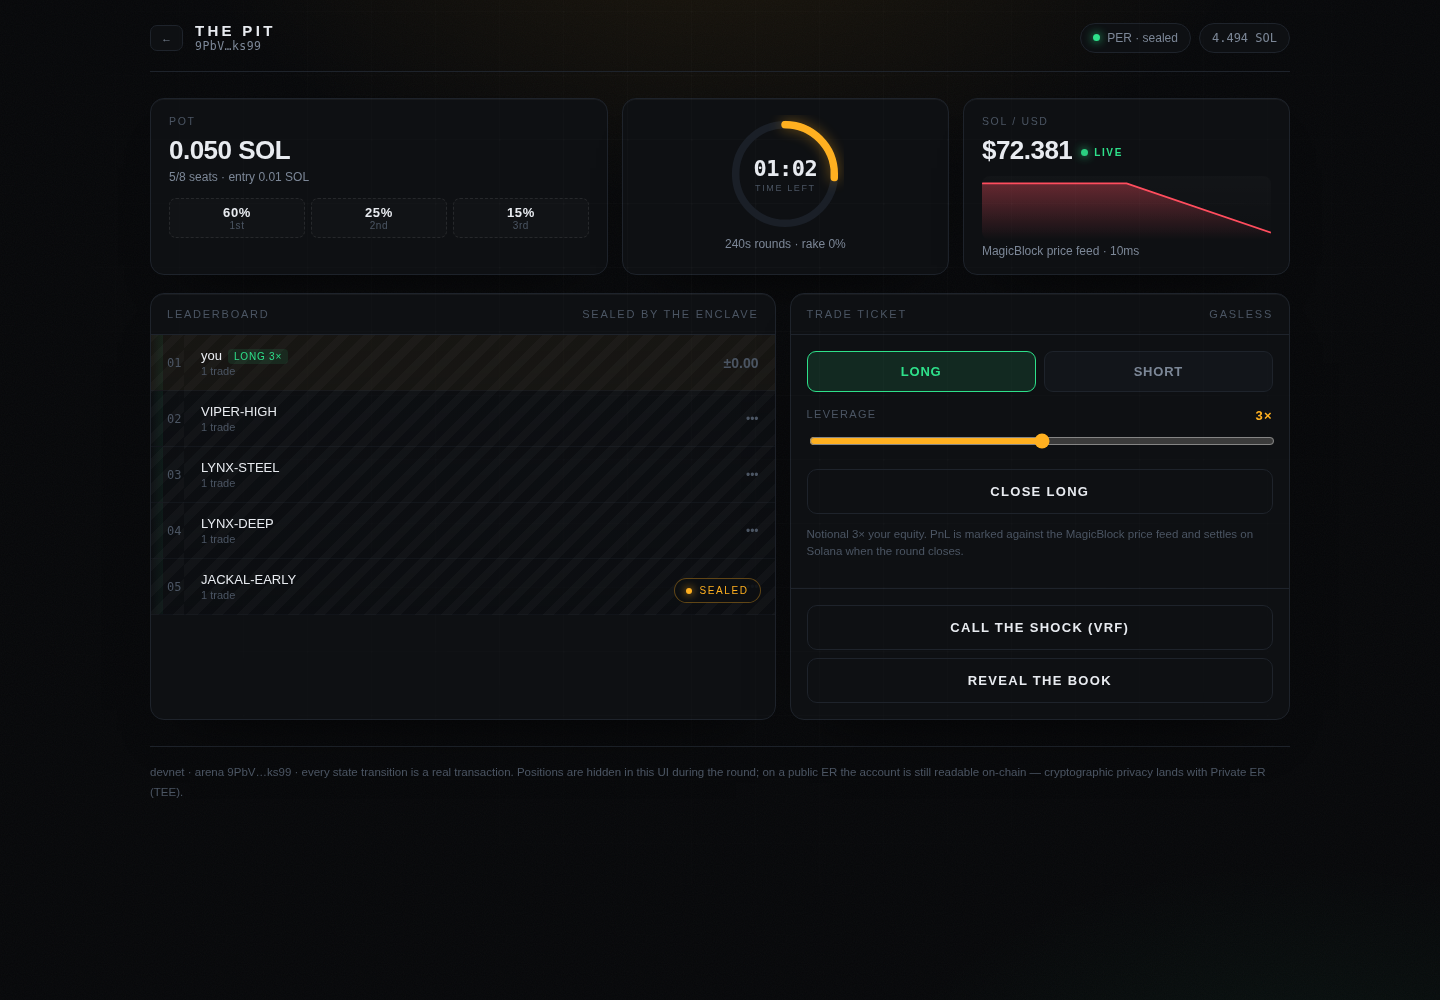 ←
THE PIT
9PbV…ks99
PER · sealed
4.494 SOL
POT
0.050 SOL
5/8 seats · entry 0.01 SOL
60%
1st
25%
2nd
15%
3rd
01:02
TIME LEFT
240s rounds · rake 0%
SOL / USD
$72.381
LIVE
MagicBlock price feed · 10ms
LEADERBOARD
SEALED BY THE ENCLAVE
01
you
LONG 3×
1 trade
±0.00
02
VIPER-HIGH
1 trade
•••
03
LYNX-STEEL
1 trade
•••
04
LYNX-DEEP
1 trade
•••
05
JACKAL-EARLY
1 trade
SEALED
TRADE TICKET
GASLESS
LONG
SHORT
LEVERAGE
3×
CLOSE LONG
Notional 3× your equity. PnL is marked against the MagicBlock price feed and settles on
Solana when the round closes.
CALL THE SHOCK (VRF)
REVEAL THE BOOK
devnet · arena 9PbV…ks99 · every state transition is a real transaction. Positions are hidden in this UI during the round; on a public ER the account is still readable on-chain — cryptographic privacy lands with Private ER
(TEE).